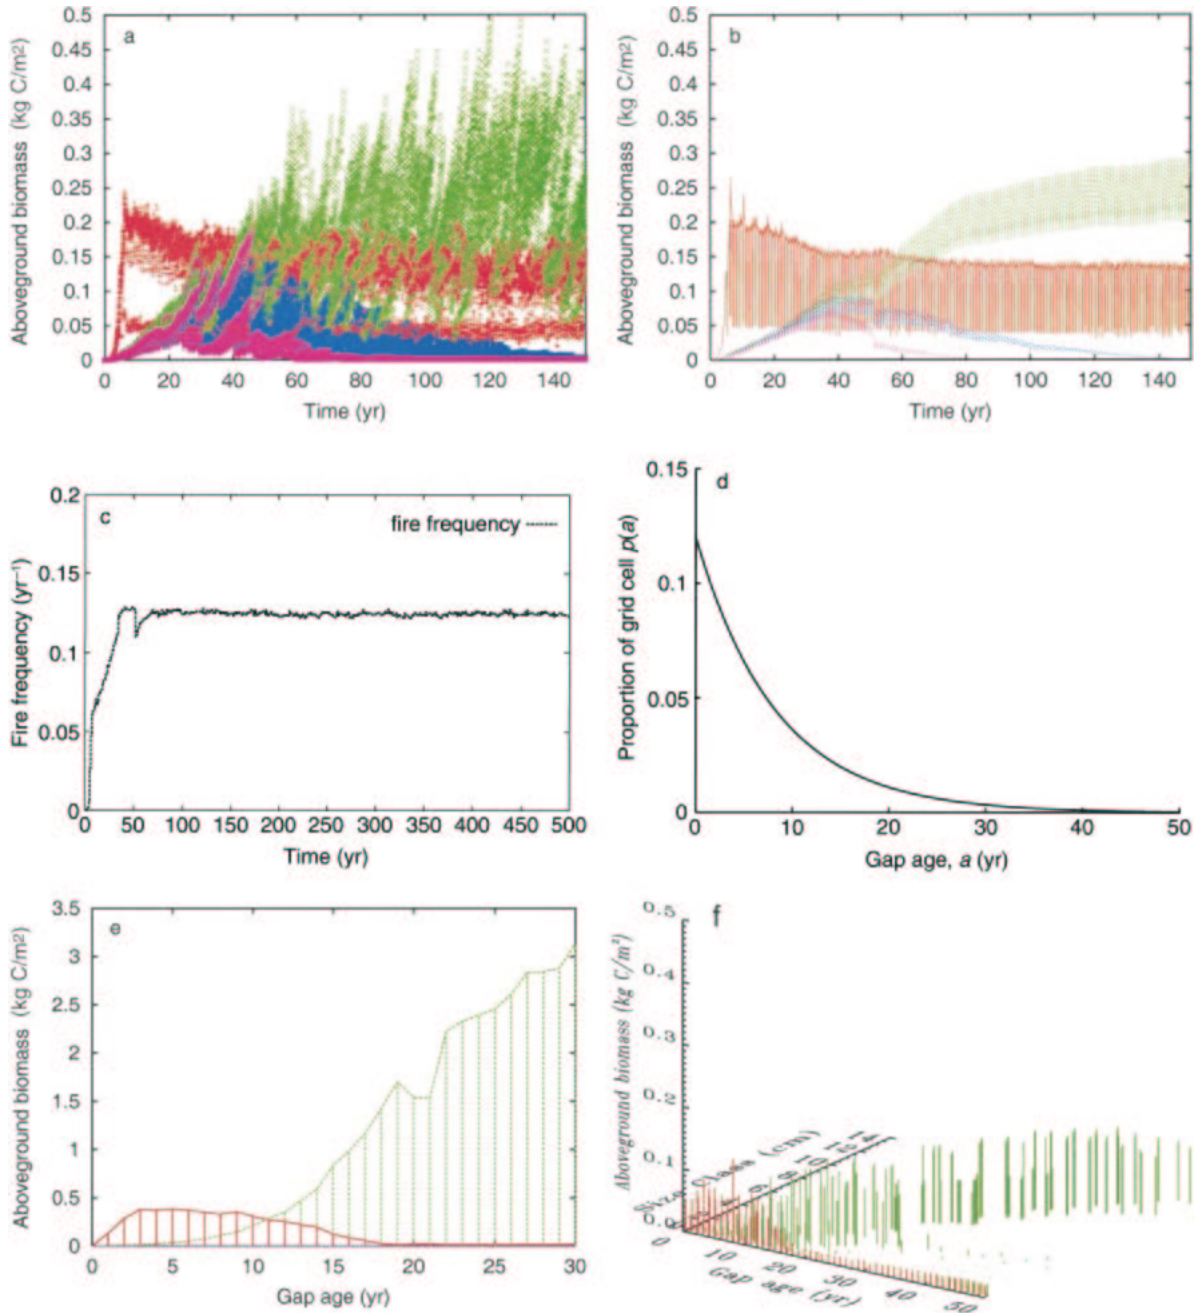 a
Aboveground biomass (kg C/m2)
0.5
0.45
0.4
0.35
0.3
0.25
0.2
0.15
0.1
0.05
0
0 20 40 60 80 100 120 140
Time (yr)
b
Aboveground biomass (kg C/m2)
0.5
0.45
0.4
0.35
0.3
0.25
0.2
0.15
0.1
0.05
0
0 20 40 60 80 100 120 140
Time (yr)
c
fire frequency
Fire frequency (yr⁻¹)
0.2
0.15
0.1
0.05
0
0 50 100 150 200 250 300 350 400 450 500
Time (yr)
d
Proportion of grid cell p(a)
0.15
0.1
0.05
0
0 10 20 30 40 50
Gap age, a (yr)
e
Aboveground biomass (kg C/m2)
3.5
3
2.5
2
1.5
1
0.5
0
0 5 10 15 20 25 30
Gap age (yr)
f
Aboveground biomass (kg C/m²)
0.5
0.4
0.3
0.2
0.1
0.0
Size Class (cm)
8 10 12 14
0 10 20 30 40 50
Gap age (yr)